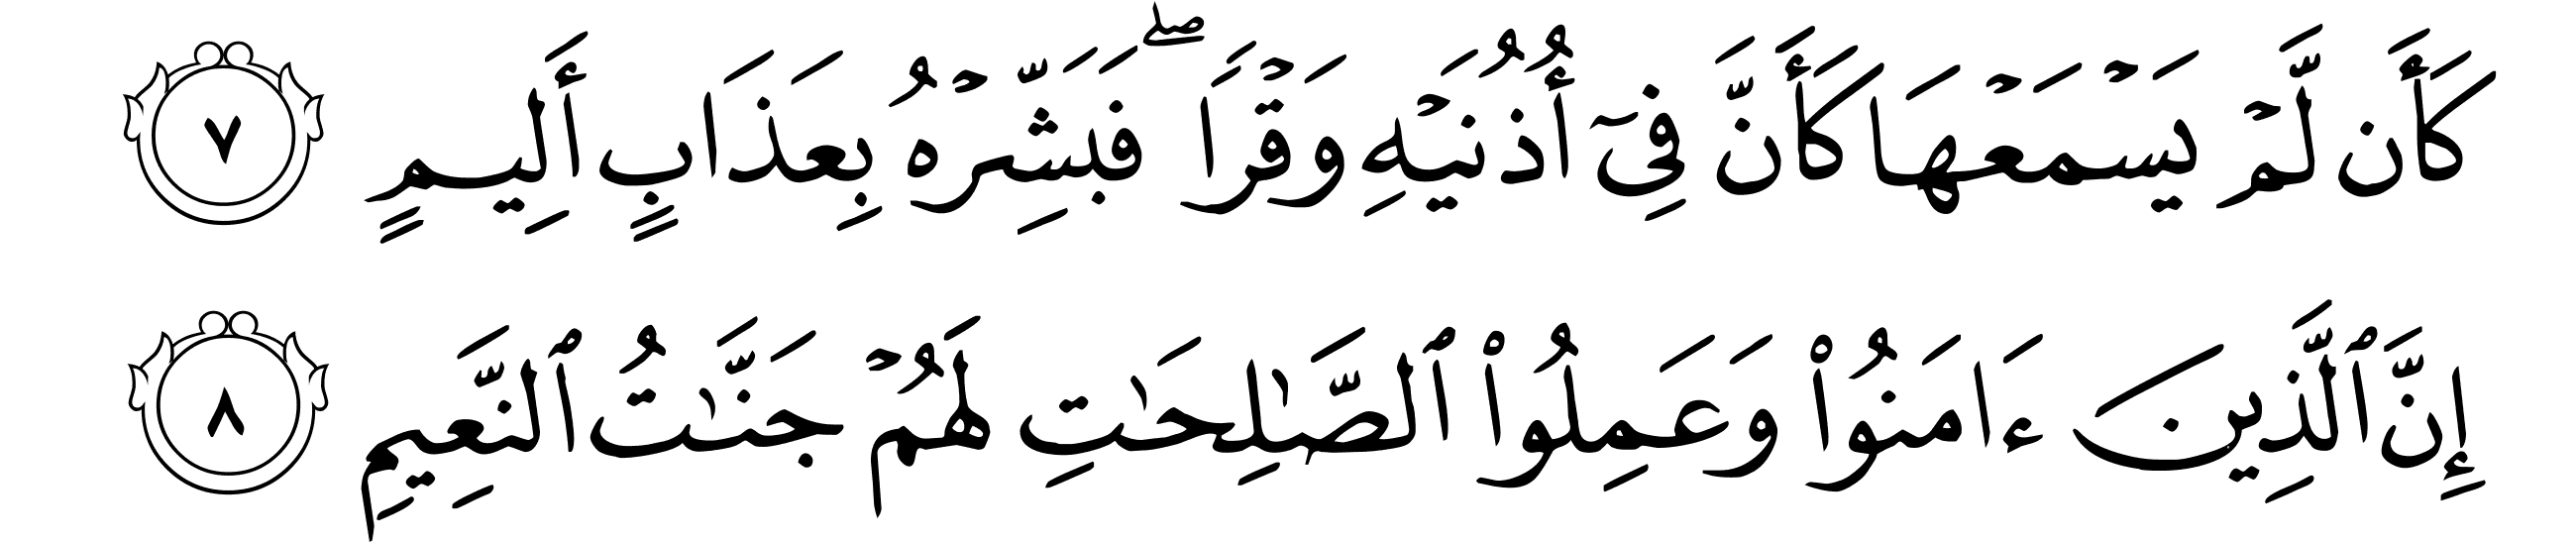 كَأَن لَّمۡ يَسۡمَعۡهَا كَأَنَّ فِيٓ أُذُنَيۡهِ وَقۡرٗاۖ فَبَشِّرۡهُ بِعَذَابٍ أَلِيمٍ ٧
إِنَّ ٱلَّذِينَ ءَامَنُواْ وَعَمِلُواْ ٱلصَّٰلِحَٰتِ لَهُمۡ جَنَّٰتُ ٱلنَّعِيمِ ٨